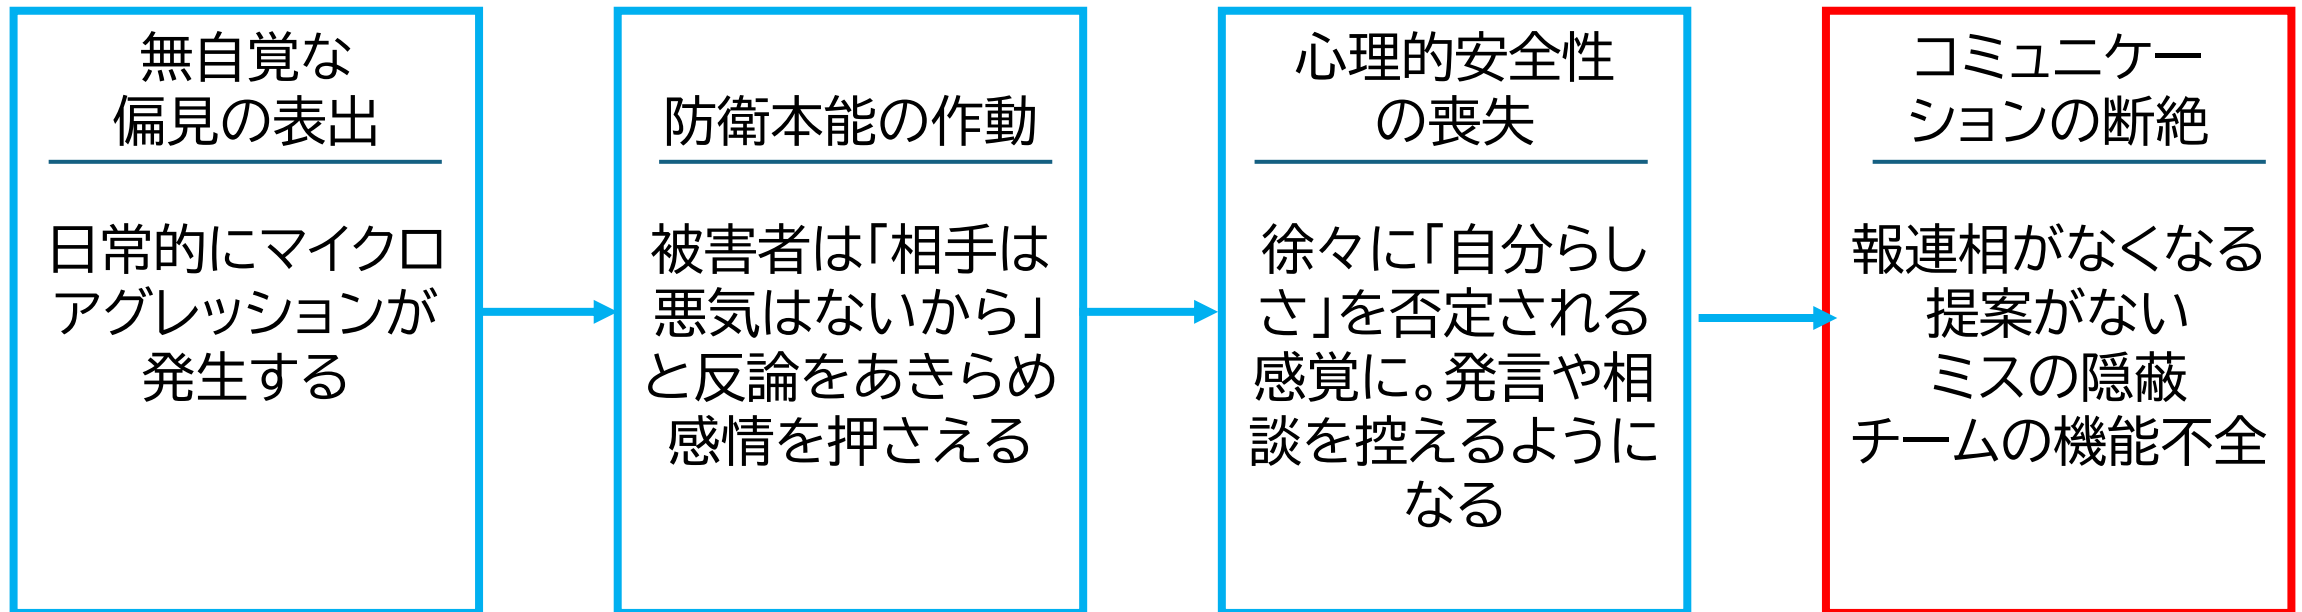 無自覚な
偏見の表出
日常的にマイクロ
アグレッションが
発生する
防衛本能の作動
被害者は「相手は
悪気はないから」
と反論をあきらめ
感情を押さえる
心理的安全性
の喪失
徐々に「自分らし
さ」を否定される
感覚に。発言や相
談を控えるように
なる
コミュニケー
ションの断絶
報連相がなくなる
提案がない
ミスの隠蔽
チームの機能不全